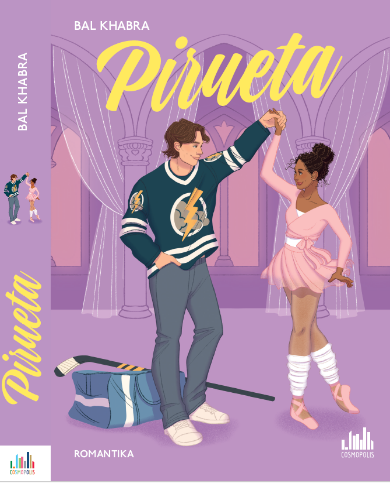 BAL KHABRA
Pirueta
ROMANTIKA
COSMOPOLIS
BAL KHABRA
Pirueta
COSMOPOLIS